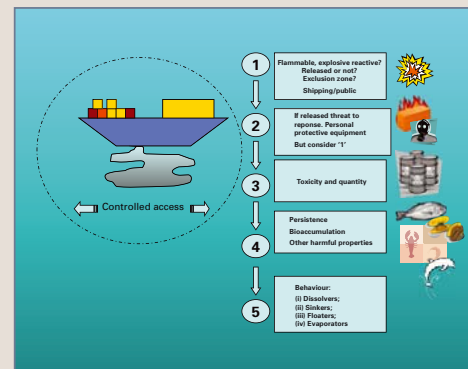 1
Flammable, explosive reactive?
Released or not?
Exclusion zone?
Shipping/public
2
If released threat to
reponse. Personal
protective equipment
But consider '1'
3
Toxicity and quantity
Controlled access
4
Persistence
Bioaccumulation
Other harmful properties
5
Behaviour:
(i) Dissolvers;
(ii) Sinkers;
(iii) Floaters;
(iv) Evaporators